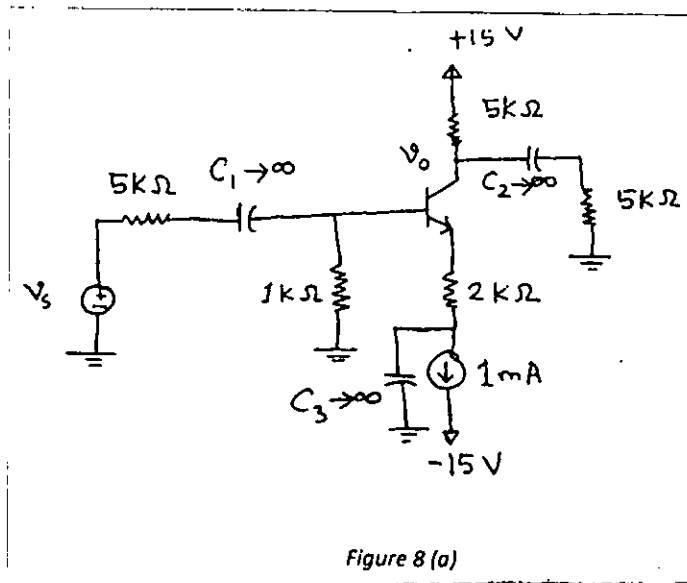 +15 V
5KΩ
v₀
C₁→∞
5KΩ
C₂→∞
5KΩ
Vₛ
1KΩ
2KΩ
C₃→∞
1mA
-15 V
Figure 8 (a)